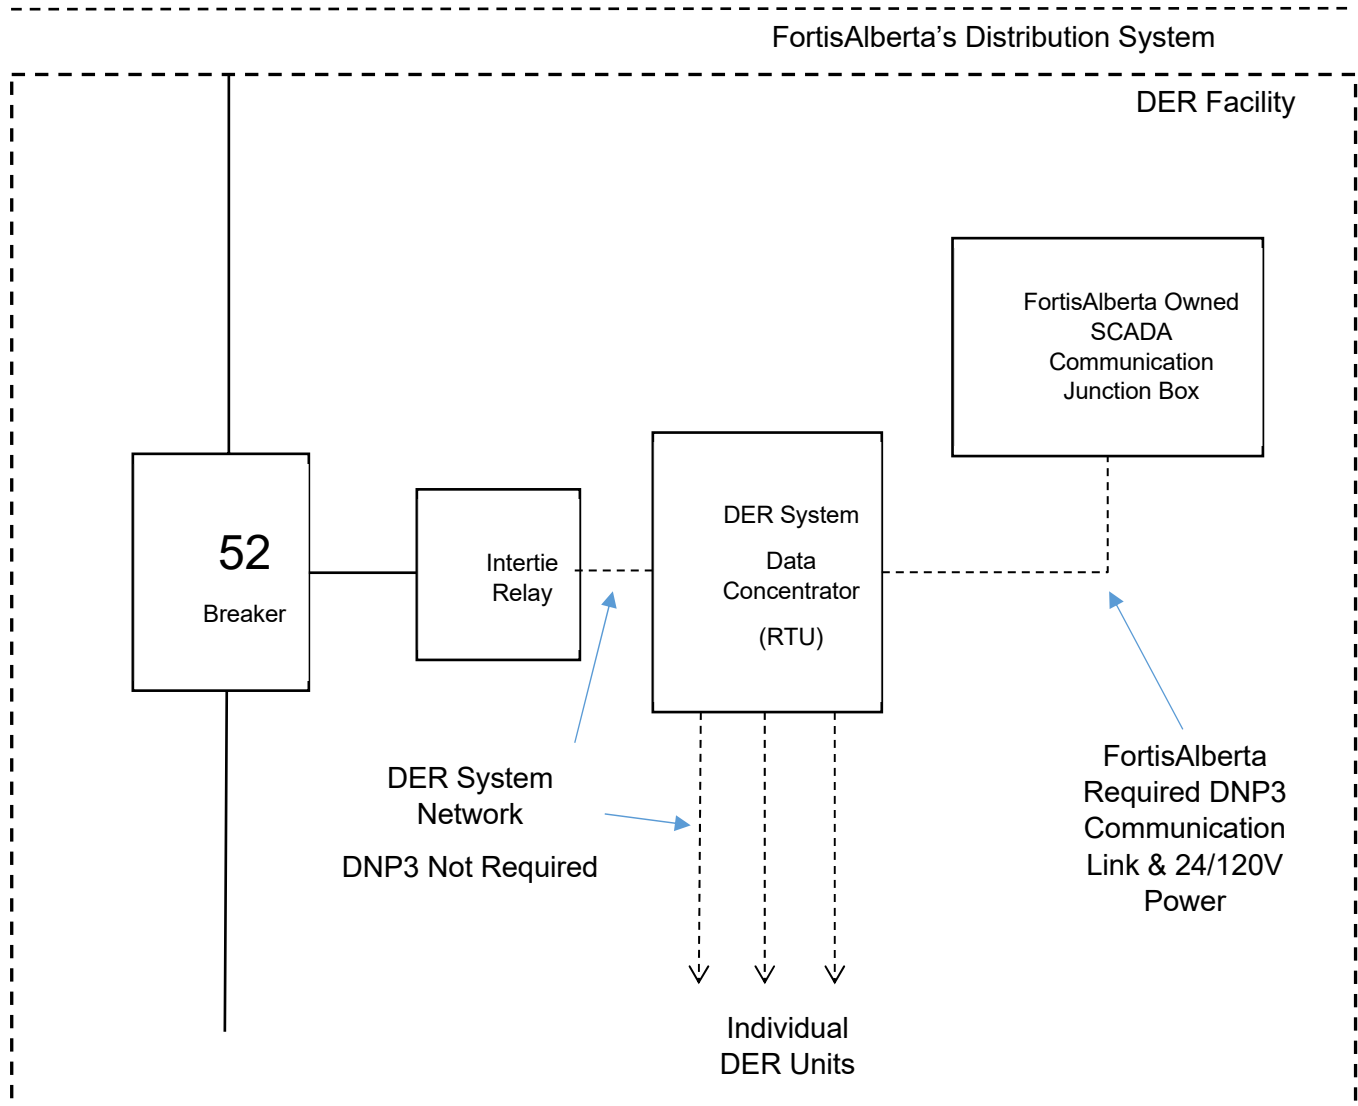 FortisAlberta’s Distribution System
DER Facility
FortisAlberta Owned
SCADA
Communication
Junction Box
DER System
Data
Concentrator
(RTU)
52
Breaker
Intertie
Relay
DER System
Network
DNP3 Not Required
FortisAlberta
Required DNP3
Communication
Link & 24/120V
Power
Individual
DER Units